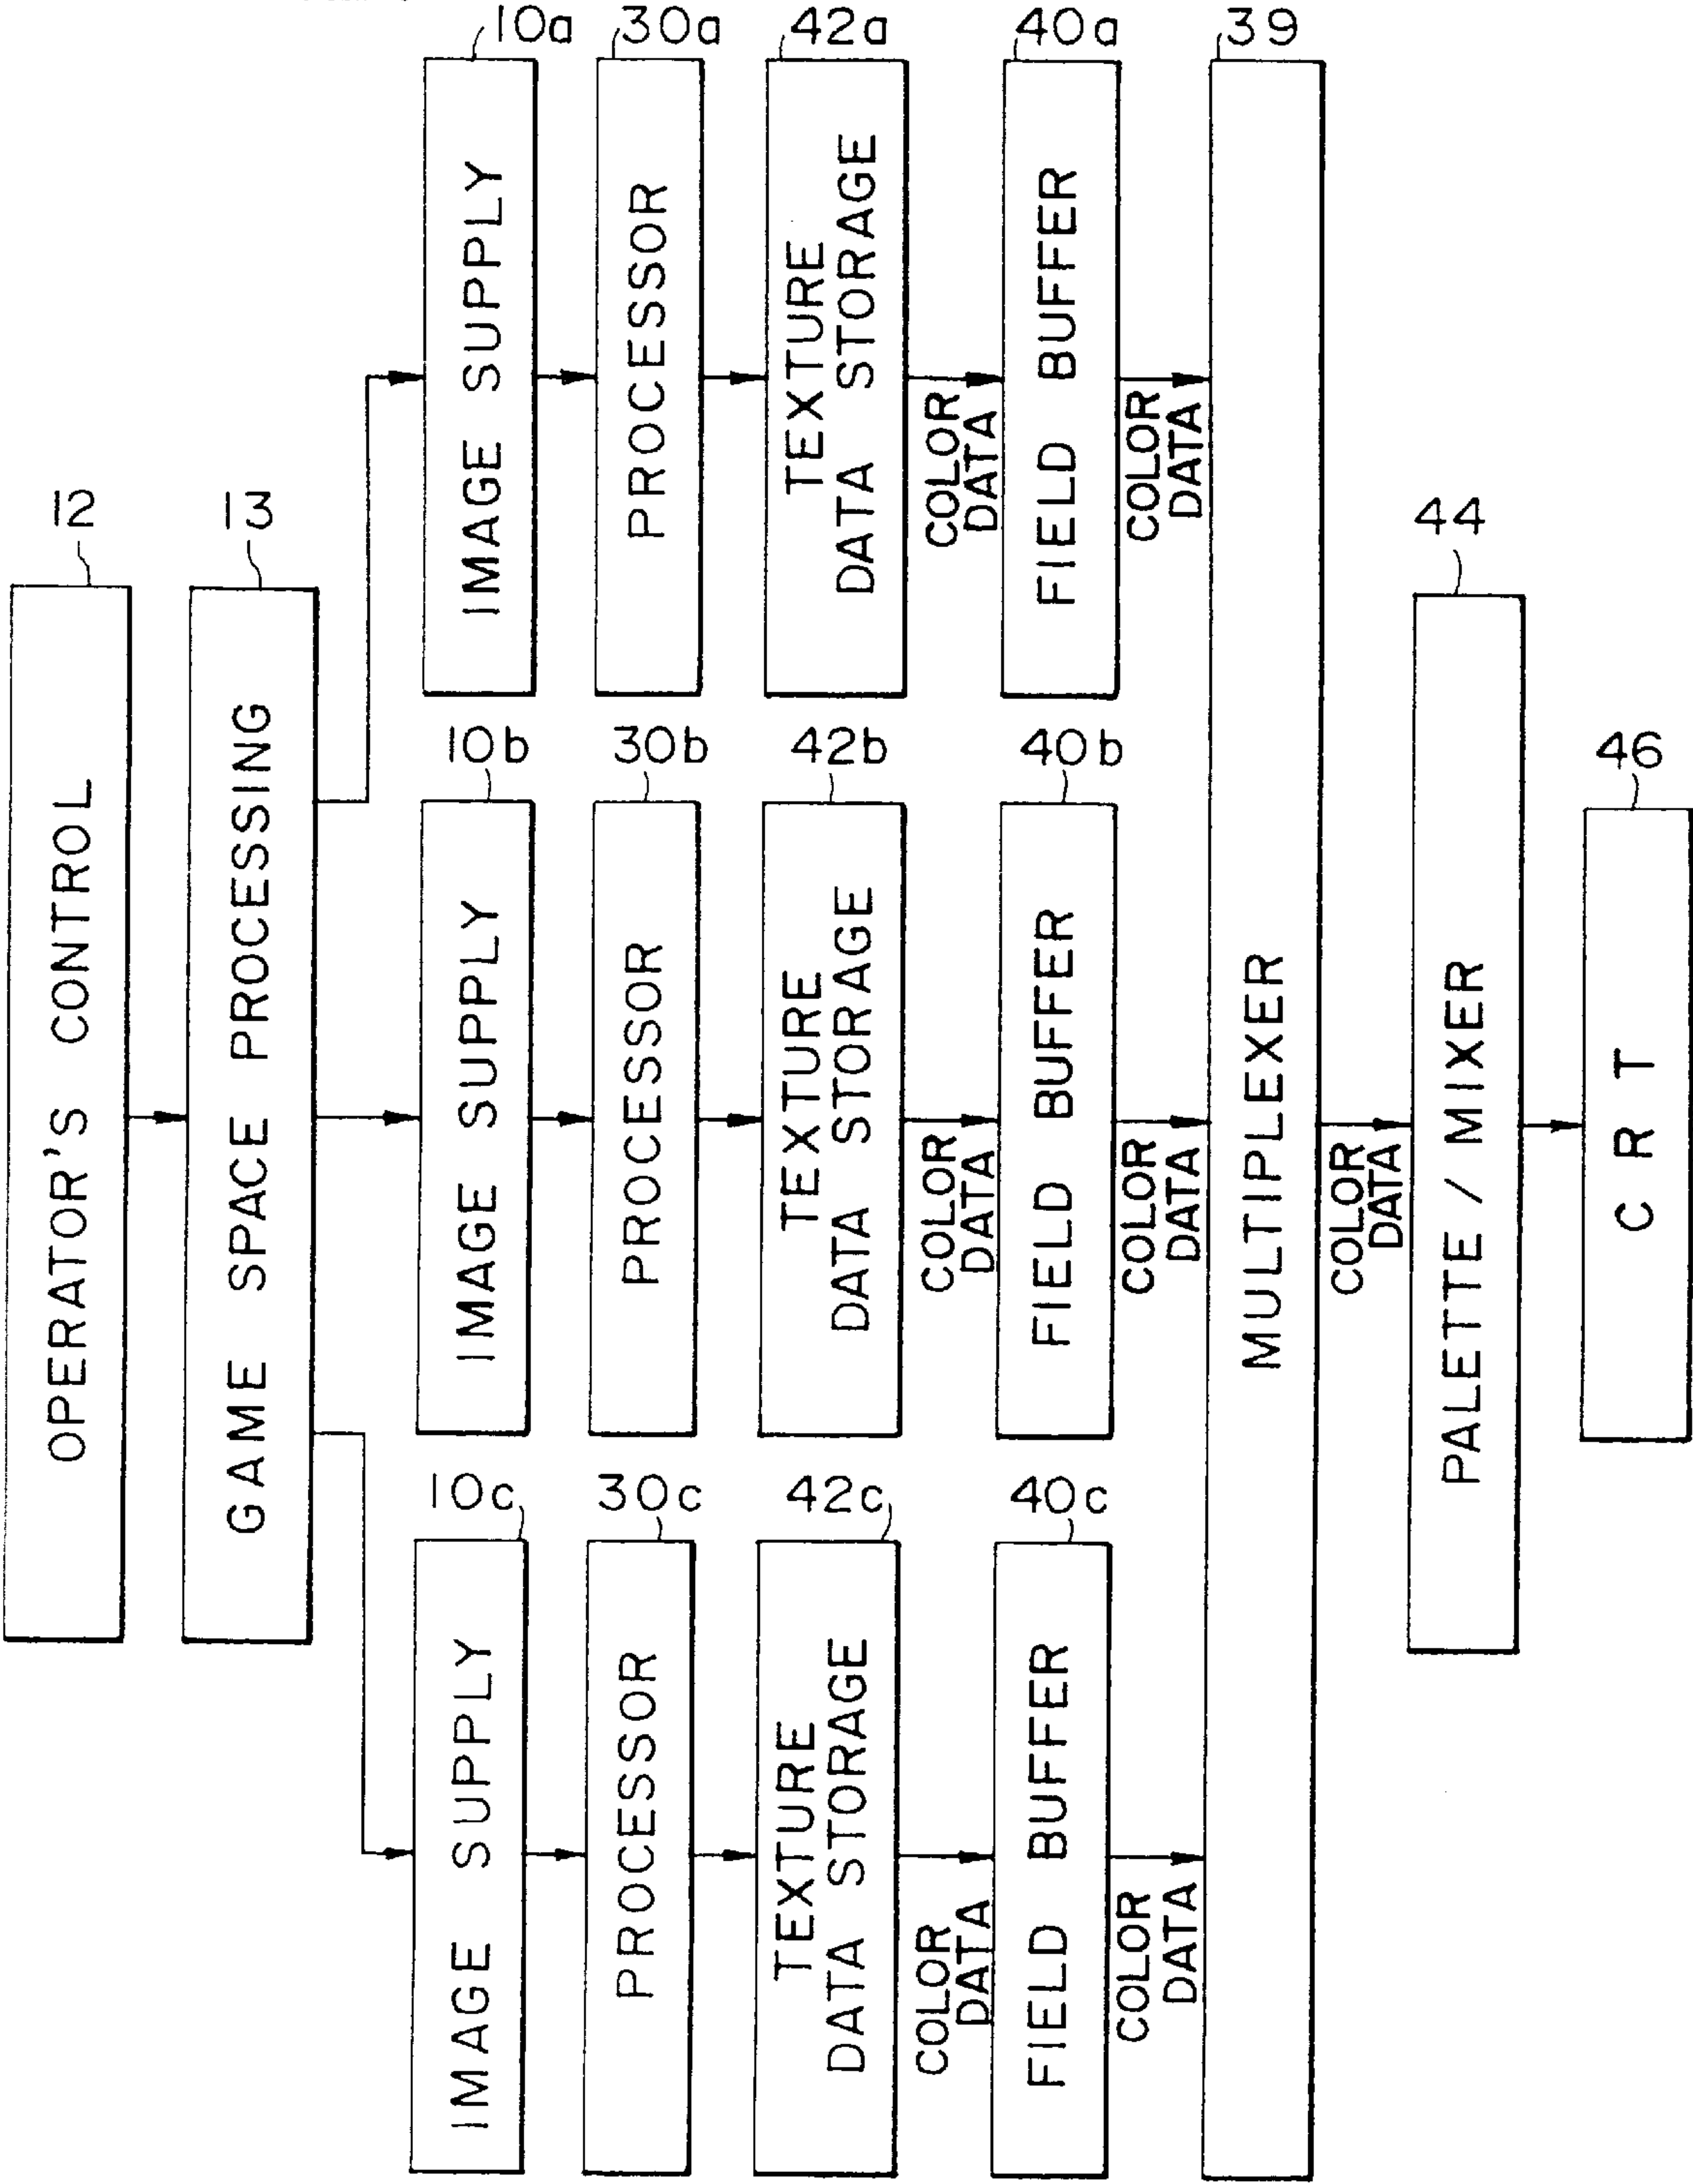 12
OPERATOR'S CONTROL
13
GAME SPACE PROCESSING
10a
IMAGE SUPPLY
30a
PROCESSOR
42a
TEXTURE
DATA STORAGE
COLOR
DATA
40a
FIELD BUFFER
COLOR
DATA
10b
IMAGE SUPPLY
30b
PROCESSOR
42b
TEXTURE
DATA STORAGE
COLOR
DATA
40b
FIELD BUFFER
COLOR
DATA
10c
IMAGE SUPPLY
30c
PROCESSOR
42c
TEXTURE
DATA STORAGE
COLOR
DATA
40c
FIELD BUFFER
COLOR
DATA
39
MULTIPLEXER
COLOR
DATA
44
PALETTE / MIXER
46
C R T